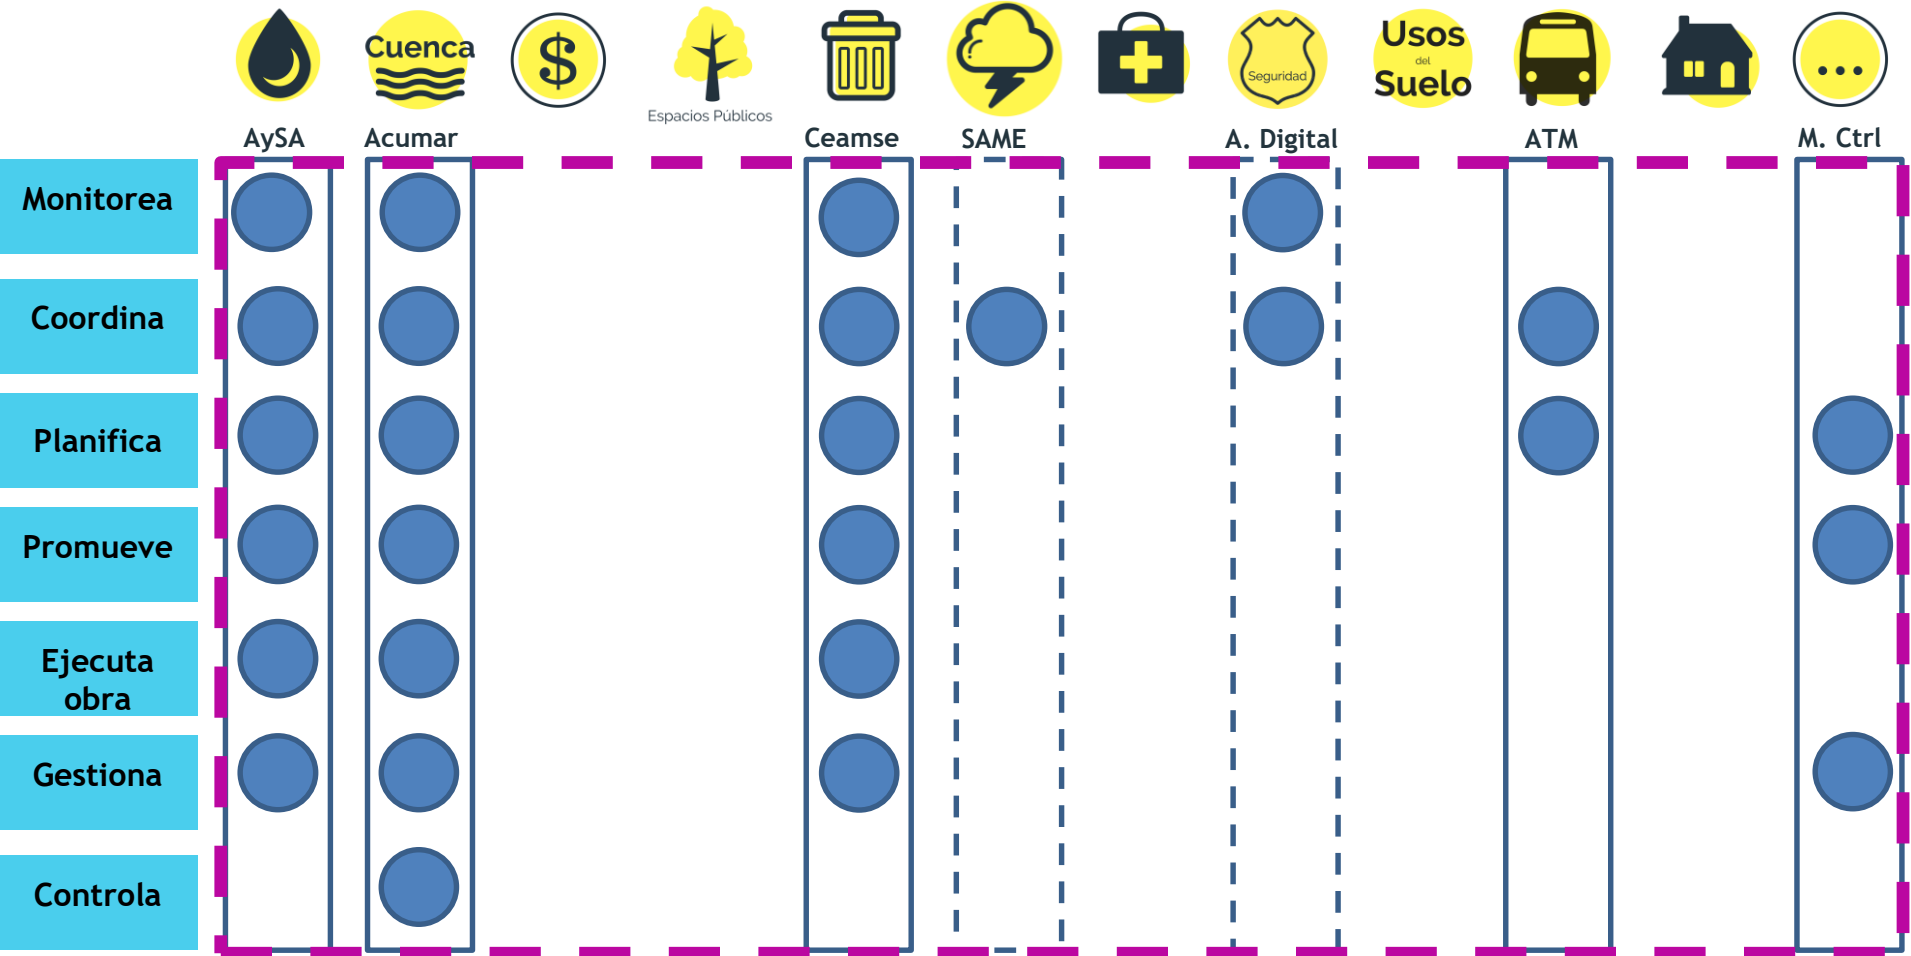 Cuenca
$
Espacios Públicos
Seguridad
Usos
del
Suelo
...
AySA
Acumar
Ceamse
SAME
A. Digital
ATM
M. Ctrl
Monitorea
Coordina
Planifica
Promueve
Ejecuta
obra
Gestiona
Controla